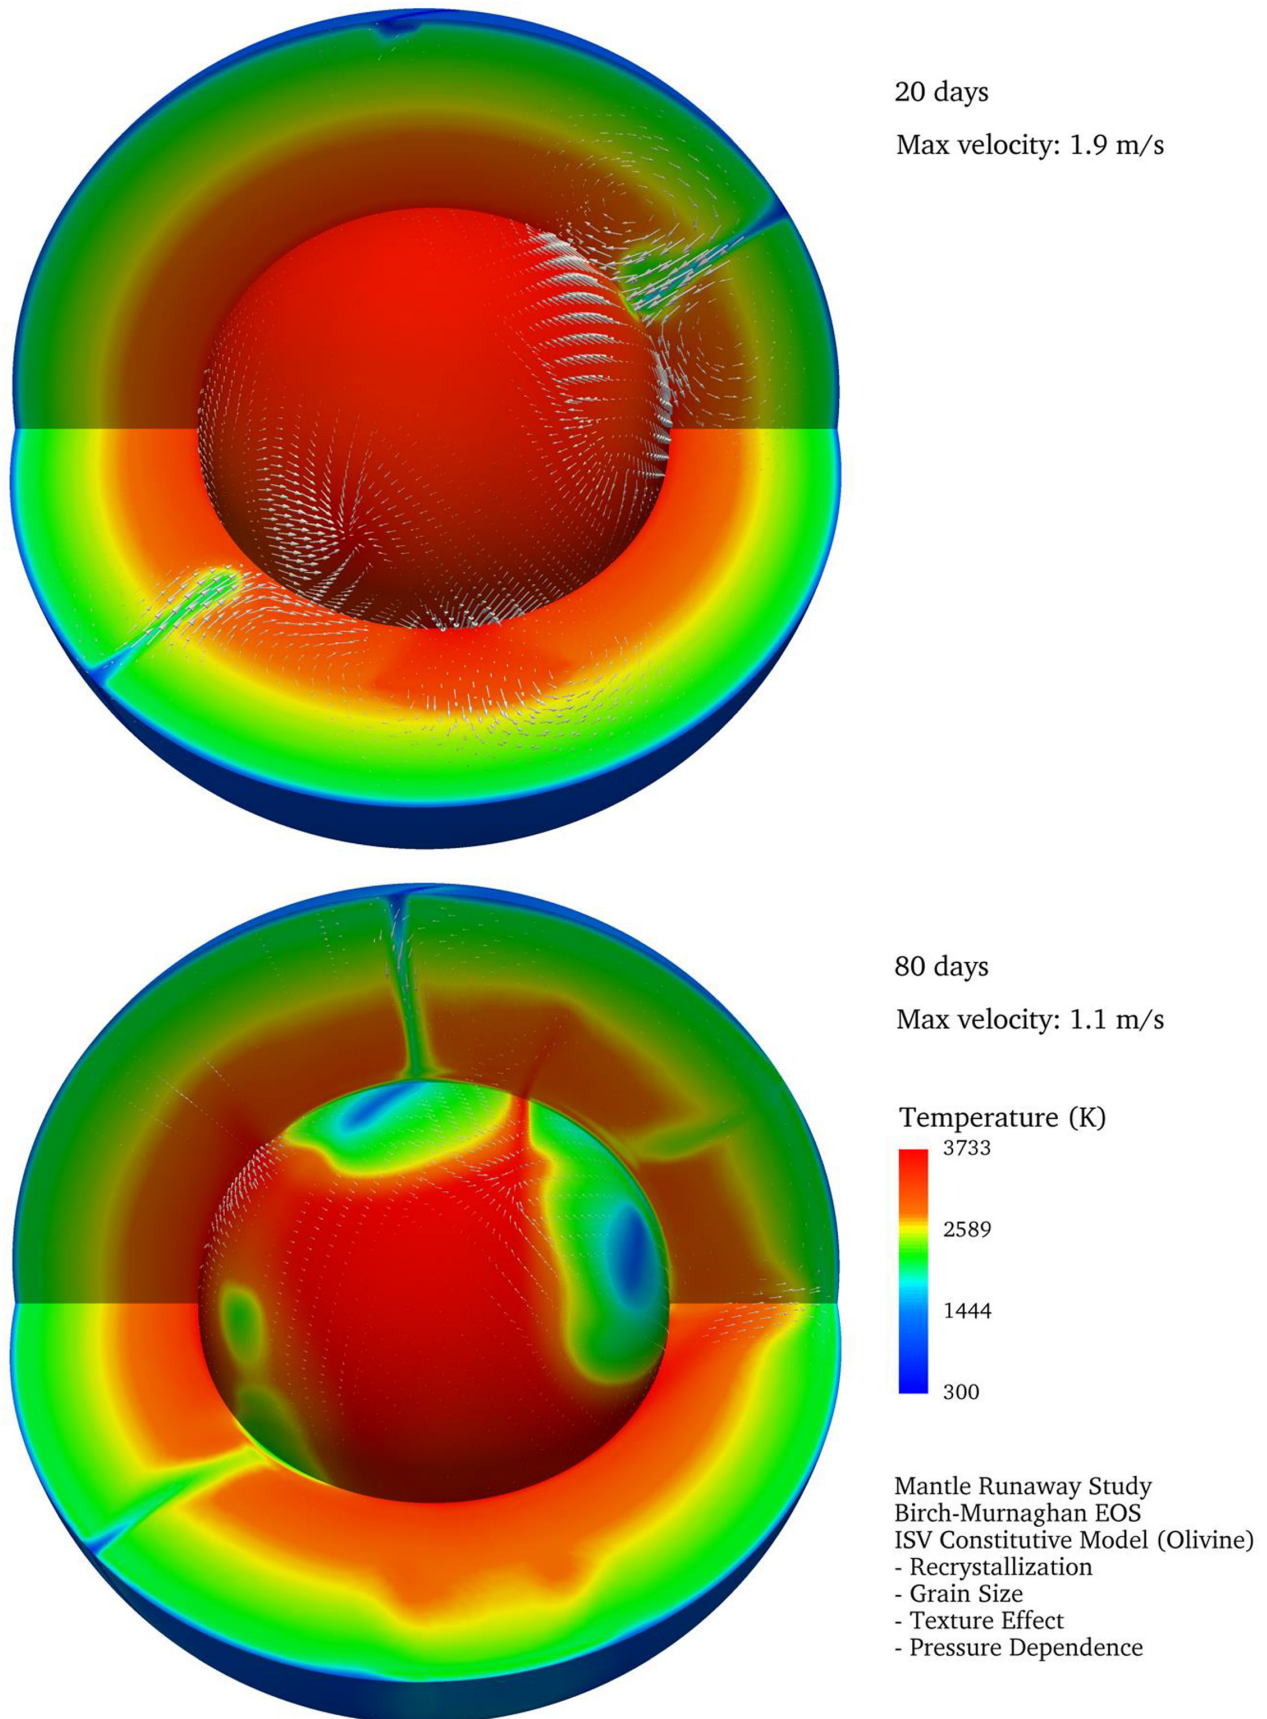 20 days
Max velocity: 1.9 m/s
80 days
Max velocity: 1.1 m/s
Temperature (K)
3733
2589
1444
300
Mantle Runaway Study
Birch-Murnaghan EOS
ISV Constitutive Model (Olivine)
- Recrystallization
- Grain Size
- Texture Effect
- Pressure Dependence